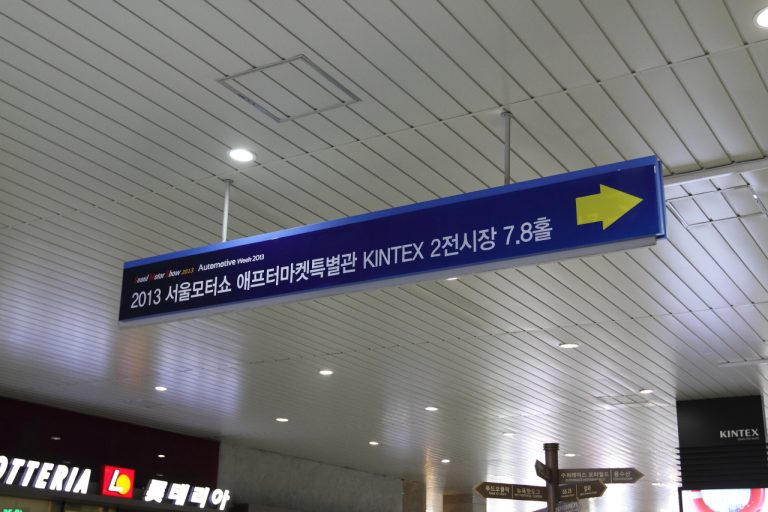 Seoul Motor Show 2013 Automotive Week 2013
2013 서울모터쇼 애프터마켓특별관 KINTEX 2전시장 7.8홀
KINTEX
OTTERIA
롯데리아